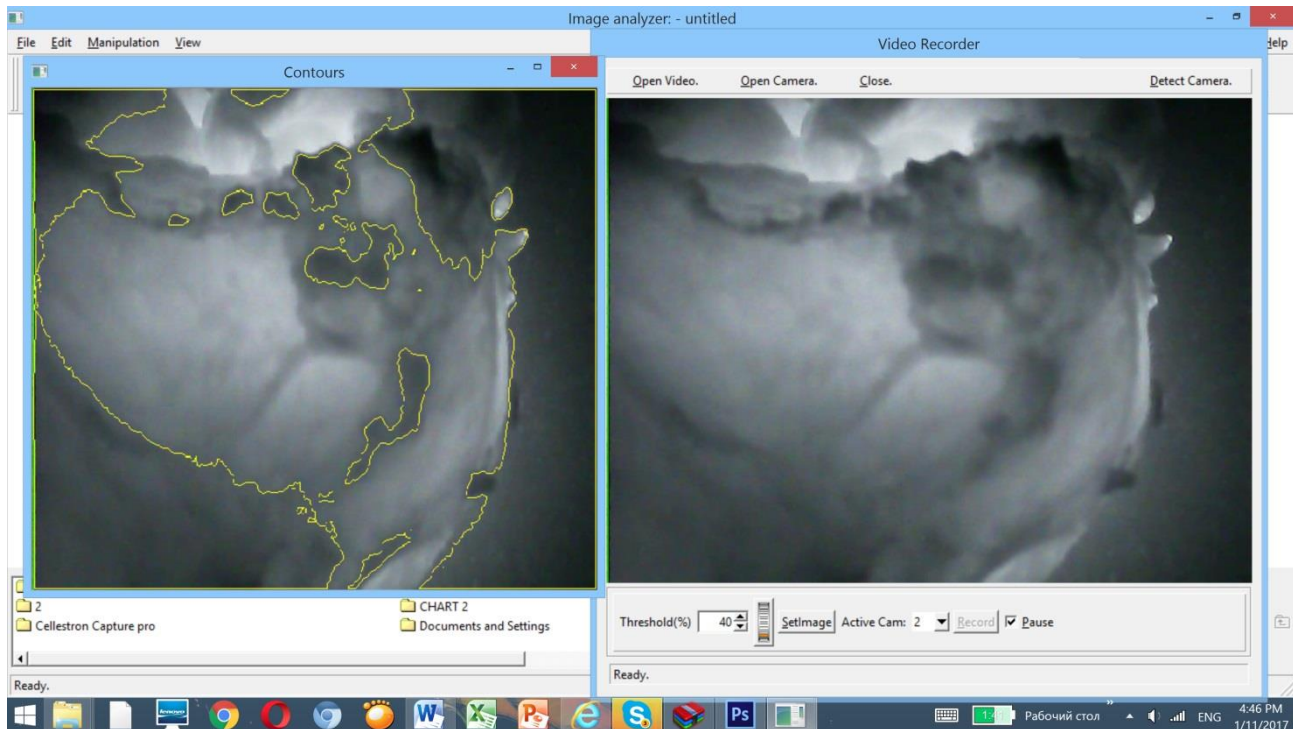 Image analyzer: - untitled
File Edit Manipulation View
Help
Contours
Video Recorder
Open Video. Open Camera. Close. Detect Camera.
2
CHART 2
Cellestron Capture pro
Documents and Settings
Ready.
Threshold(%) 40 SetImage Active Cam: 2 Record Pause
Ready.
lenovo
W X P S Ps
Рабочий стол
ENG
4:46 PM
1/11/2017